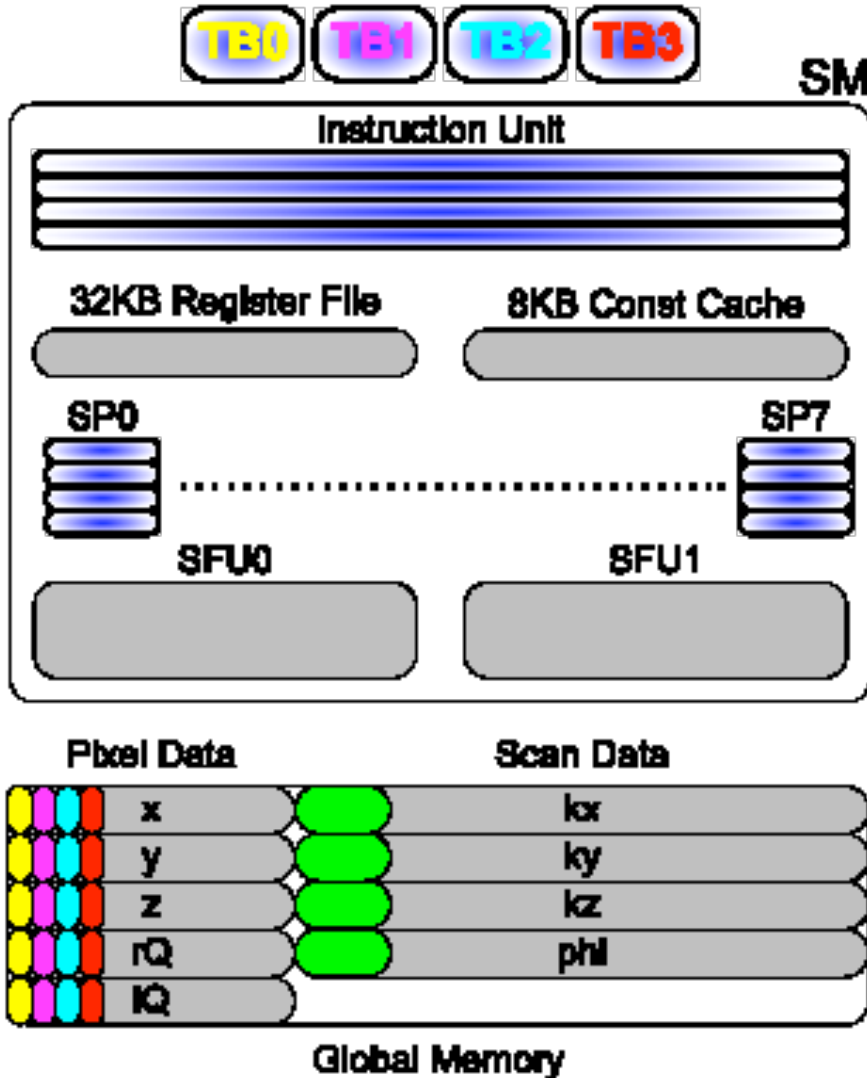 TB0 TB1 TB2 TB3
SM
Instruction Unit
32KB Register File 8KB Const Cache
SP0 SP7
SFU0 SFU1
Pixel Data Scan Data
x kx
y ky
z kz
rQ phi
iQ
Global Memory